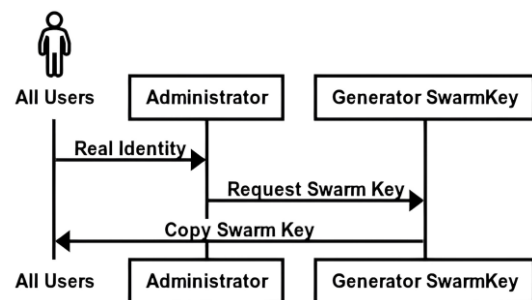 All Users Administrator Generator SwarmKey
Real Identity
Request Swarm Key
Copy Swarm Key
All Users Administrator Generator SwarmKey